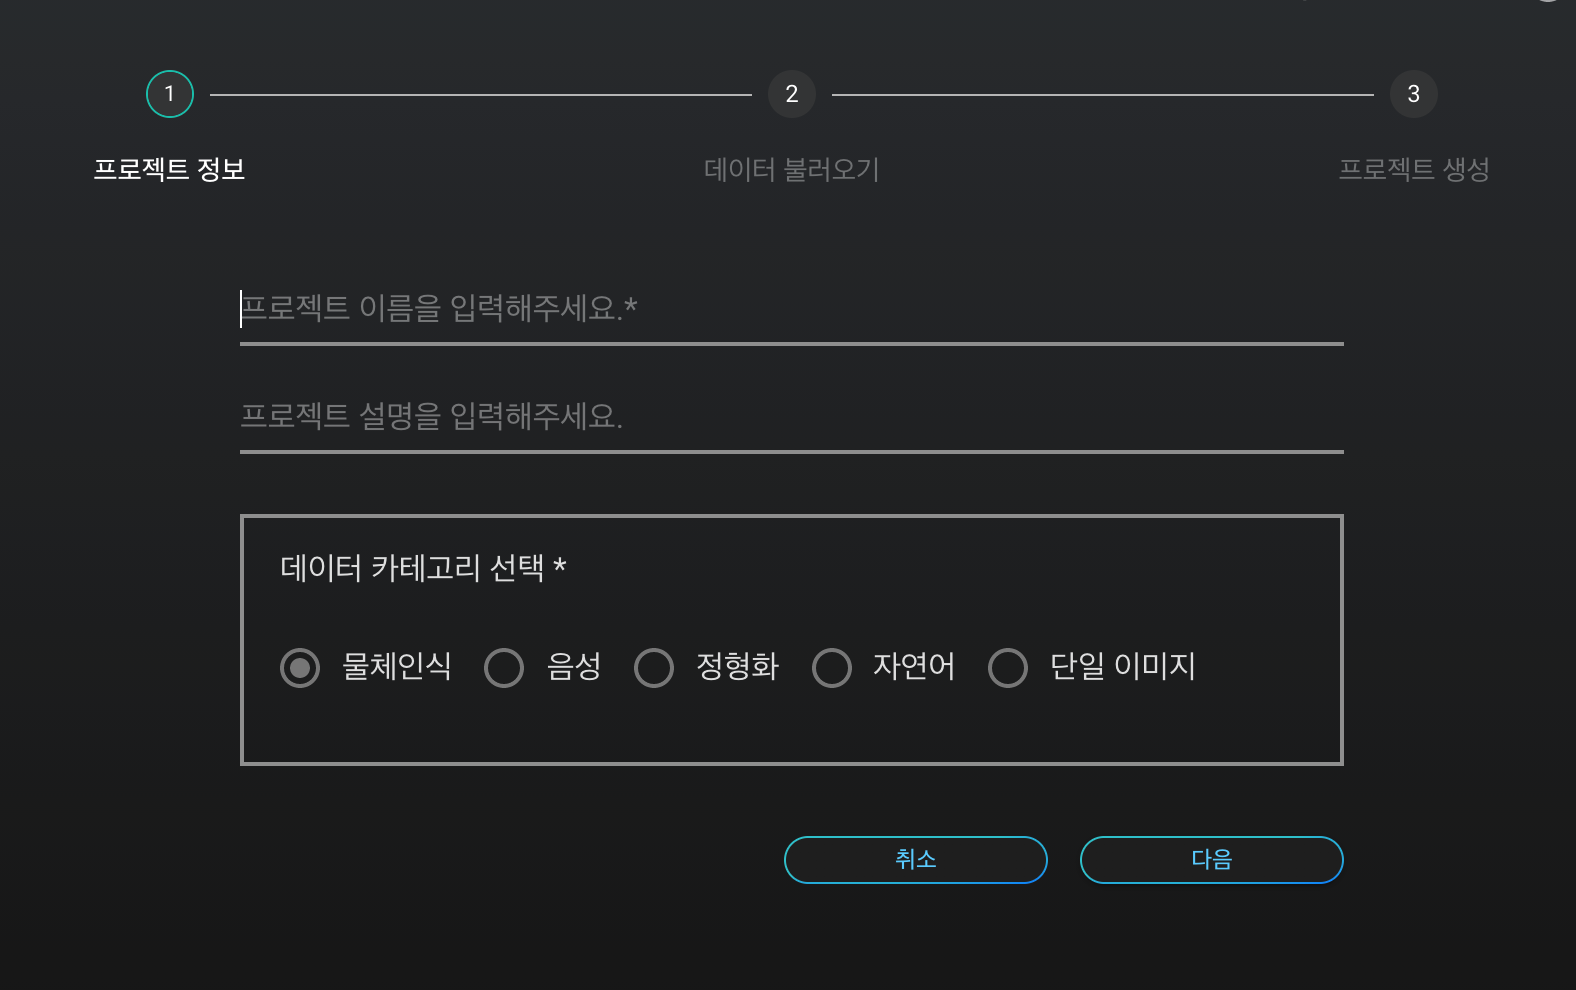 1 2 3
프로젝트 정보 데이터 불러오기 프로젝트 생성
프로젝트 이름을 입력해주세요.*
프로젝트 설명을 입력해주세요.
데이터 카테고리 선택 *
물체인식 음성 정형화 자연어 단일 이미지
취소 다음